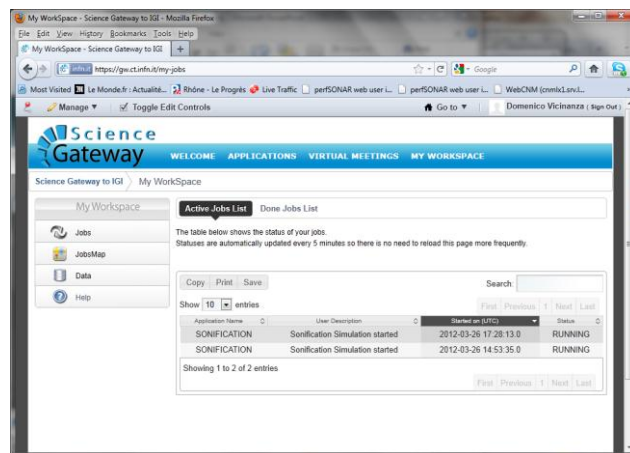 My WorkSpace - Science Gateway to IGI - Mozilla Firefox
File Edit View History Bookmarks Tools Help
My WorkSpace - Science Gateway to IGI +
infn.it https://gw.ct.infn.it/my-jobs Google
Most Visited Le Monde.fr : Actualité... Rhône - Le Progrès Live Traffic perfSONAR web user i... perfSONAR web user i... WebCNM (cnmlx1.srv.l...
Manage Toggle Edit Controls Go to Domenico Vicinanza (Sign Out)
Science
Gateway
WELCOME APPLICATIONS VIRTUAL MEETINGS MY WORKSPACE
Science Gateway to IGI My WorkSpace
My Workspace
Jobs
JobsMap
Data
Help
Active Jobs List Done Jobs List
The table below shows the status of your jobs.
Statuses are automatically updated every 5 minutes so there is no need to reload this page more frequently.
Copy Print Save Search:
Show 10 entries First Previous 1 Next Last
Application Name User Description Started on (UTC) Status
SONIFICATION Sonification Simulation started 2012-03-26 17:28:13.0 RUNNING
SONIFICATION Sonification Simulation started 2012-03-26 14:53:35.0 RUNNING
Showing 1 to 2 of 2 entries
First Previous 1 Next Last